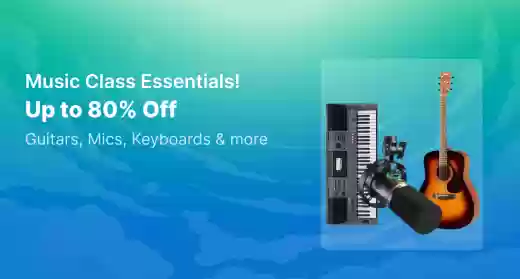 Music Class Essentials!
Up to 80% Off
Guitars, Mics, Keyboards & more